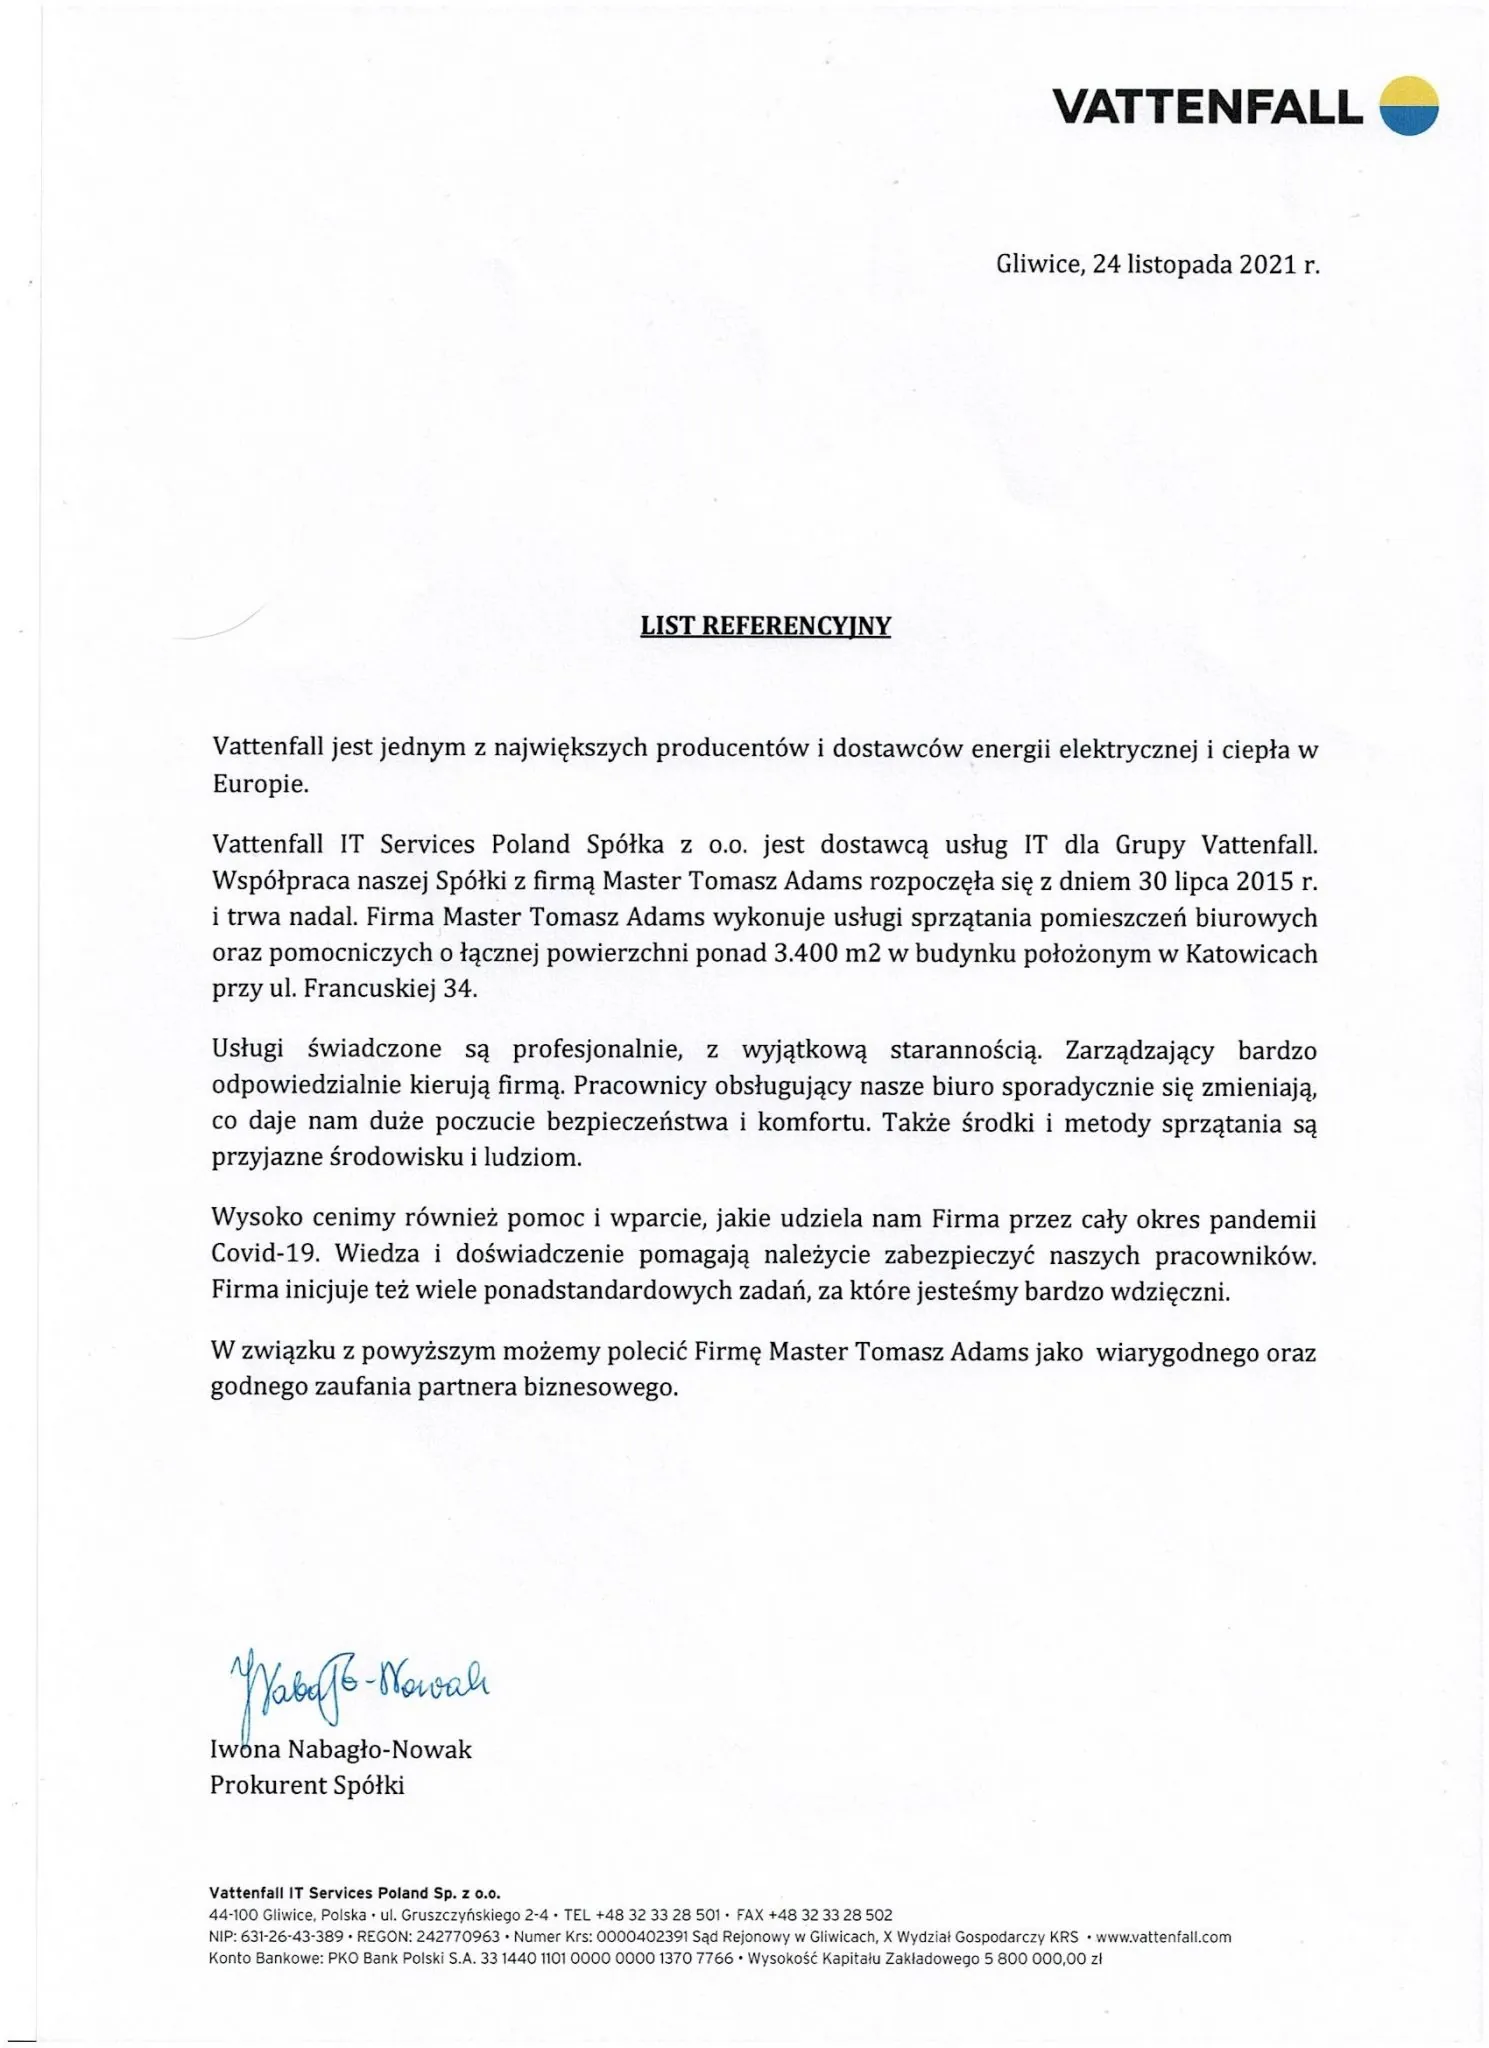 VATTENFALL
Gliwice, 24 listopada 2021 r.
LIST REFERENCYJNY
Vattenfall jest jednym z największych producentów i dostawców energii elektrycznej i ciepła w
Europie.
Vattenfall IT Services Poland Spółka z o.o. jest dostawcą usług IT dla Grupy Vattenfall.
Współpraca naszej Spółki z firmą Master Tomasz Adams rozpoczęła się z dniem 30 lipca 2015 r.
i trwa nadal. Firma Master Tomasz Adams wykonuje usługi sprzątania pomieszczeń biurowych
oraz pomocniczych o łącznej powierzchni ponad 3.400 m2 w budynku położonym w Katowicach
przy ul. Francuskiej 34.
Usługi świadczone są profesjonalnie, z wyjątkową starannością. Zarządzający bardzo
odpowiedzialnie kierują firmą. Pracownicy obsługujący nasze biuro sporadycznie się zmieniają,
co daje nam duże poczucie bezpieczeństwa i komfortu. Także środki i metody sprzątania są
przyjazne środowisku i ludziom.
Wysoko cenimy również pomoc i wparcie, jakie udziela nam Firma przez cały okres pandemii
Covid-19. Wiedza i doświadczenie pomagają należycie zabezpieczyć naszych pracowników.
Firma inicjuje też wiele ponadstandardowych zadań, za które jesteśmy bardzo wdzięczni.
W związku z powyższym możemy polecić Firmę Master Tomasz Adams jako wiarygodnego oraz
godnego zaufania partnera biznesowego.
INabagło-Nowak
Iwona Nabagło-Nowak
Prokurent Spółki
Vattenfall IT Services Poland Sp. z o.o.
44-100 Gliwice, Polska • ul. Gruszczyńskiego 2-4 • TEL +48 32 33 28 501 • FAX +48 32 33 28 502
NIP: 631-26-43-389 • REGON: 242770963 • Numer Krs: 0000402391 Sąd Rejonowy w Gliwicach, X Wydział Gospodarczy KRS • www.vattenfall.com
Konto Bankowe: PKO Bank Polski S.A. 33 1440 1101 0000 0000 1370 7766 • Wysokość Kapitału Zakładowego 5 800 000,00 zł